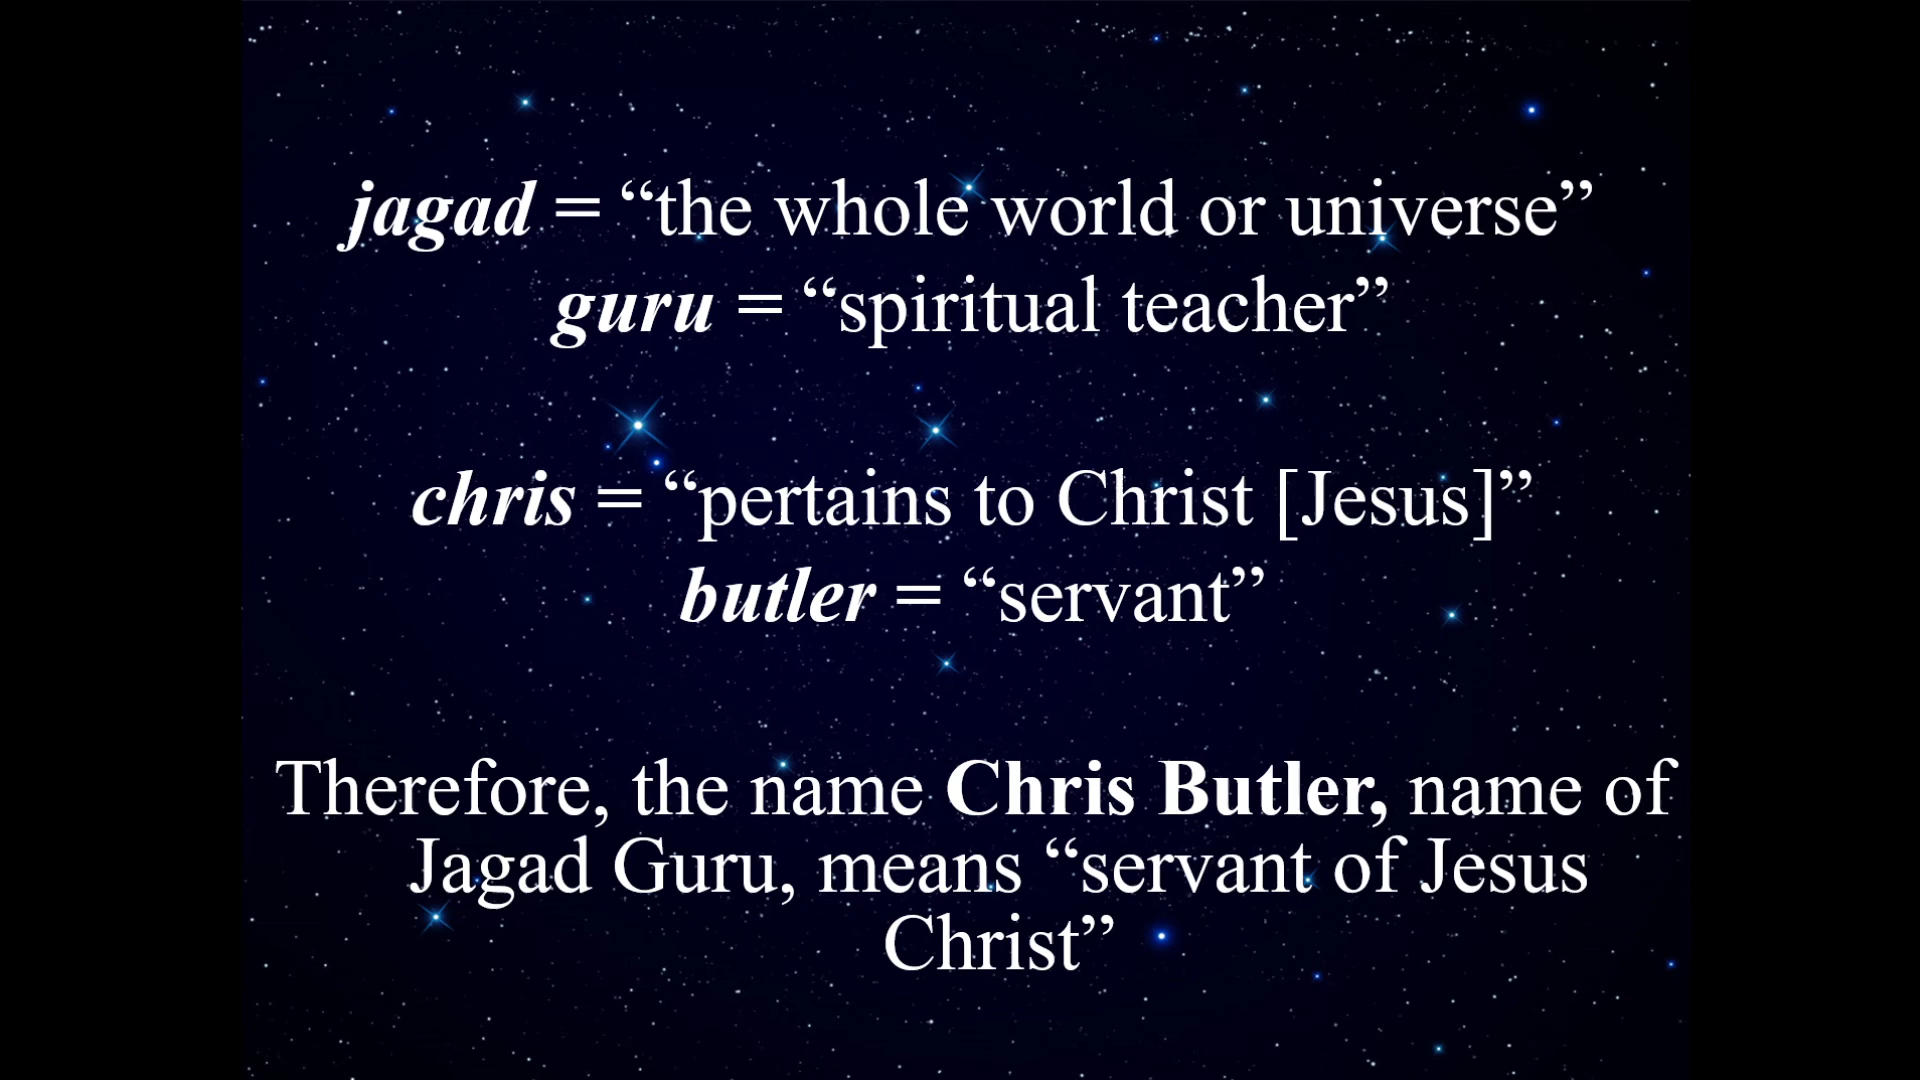 jagad = “the whole world or universe”
guru = “spiritual teacher”
chris = “pertains to Christ [Jesus]”
butler = “servant”
Therefore, the name Chris Butler, name of
Jagad Guru, means “servant of Jesus
Christ”